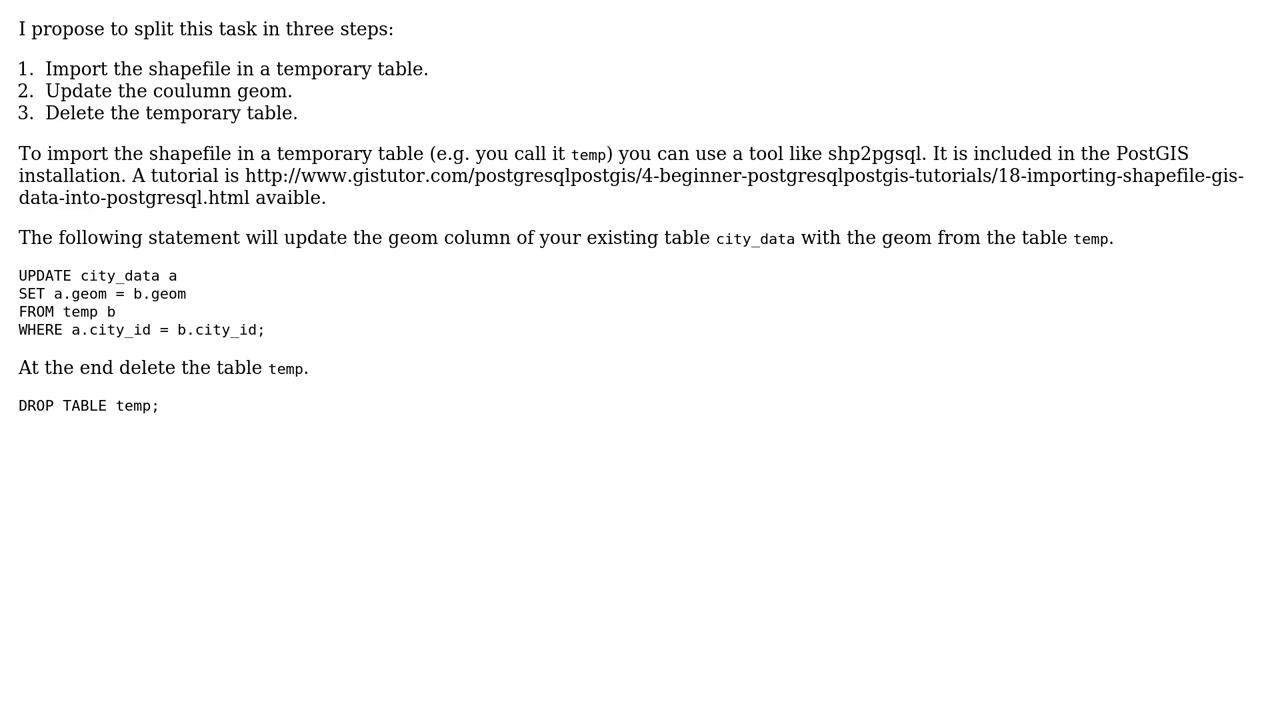 I propose to split this task in three steps:
1. Import the shapefile in a temporary table.
2. Update the coulumn geom.
3. Delete the temporary table.
To import the shapefile in a temporary table (e.g. you call it temp) you can use a tool like shp2pgsql. It is included in the PostGIS
installation. A tutorial is http://www.gistutor.com/postgresqlpostgis/4-beginner-postgresqlpostgis-tutorials/18-importing-shapefile-gis-
data-into-postgresql.html avaible.
The following statement will update the geom column of your existing table city_data with the geom from the table temp.
UPDATE city_data a
SET a.geom = b.geom
FROM temp b
WHERE a.city_id = b.city_id;
At the end delete the table temp.
DROP TABLE temp;